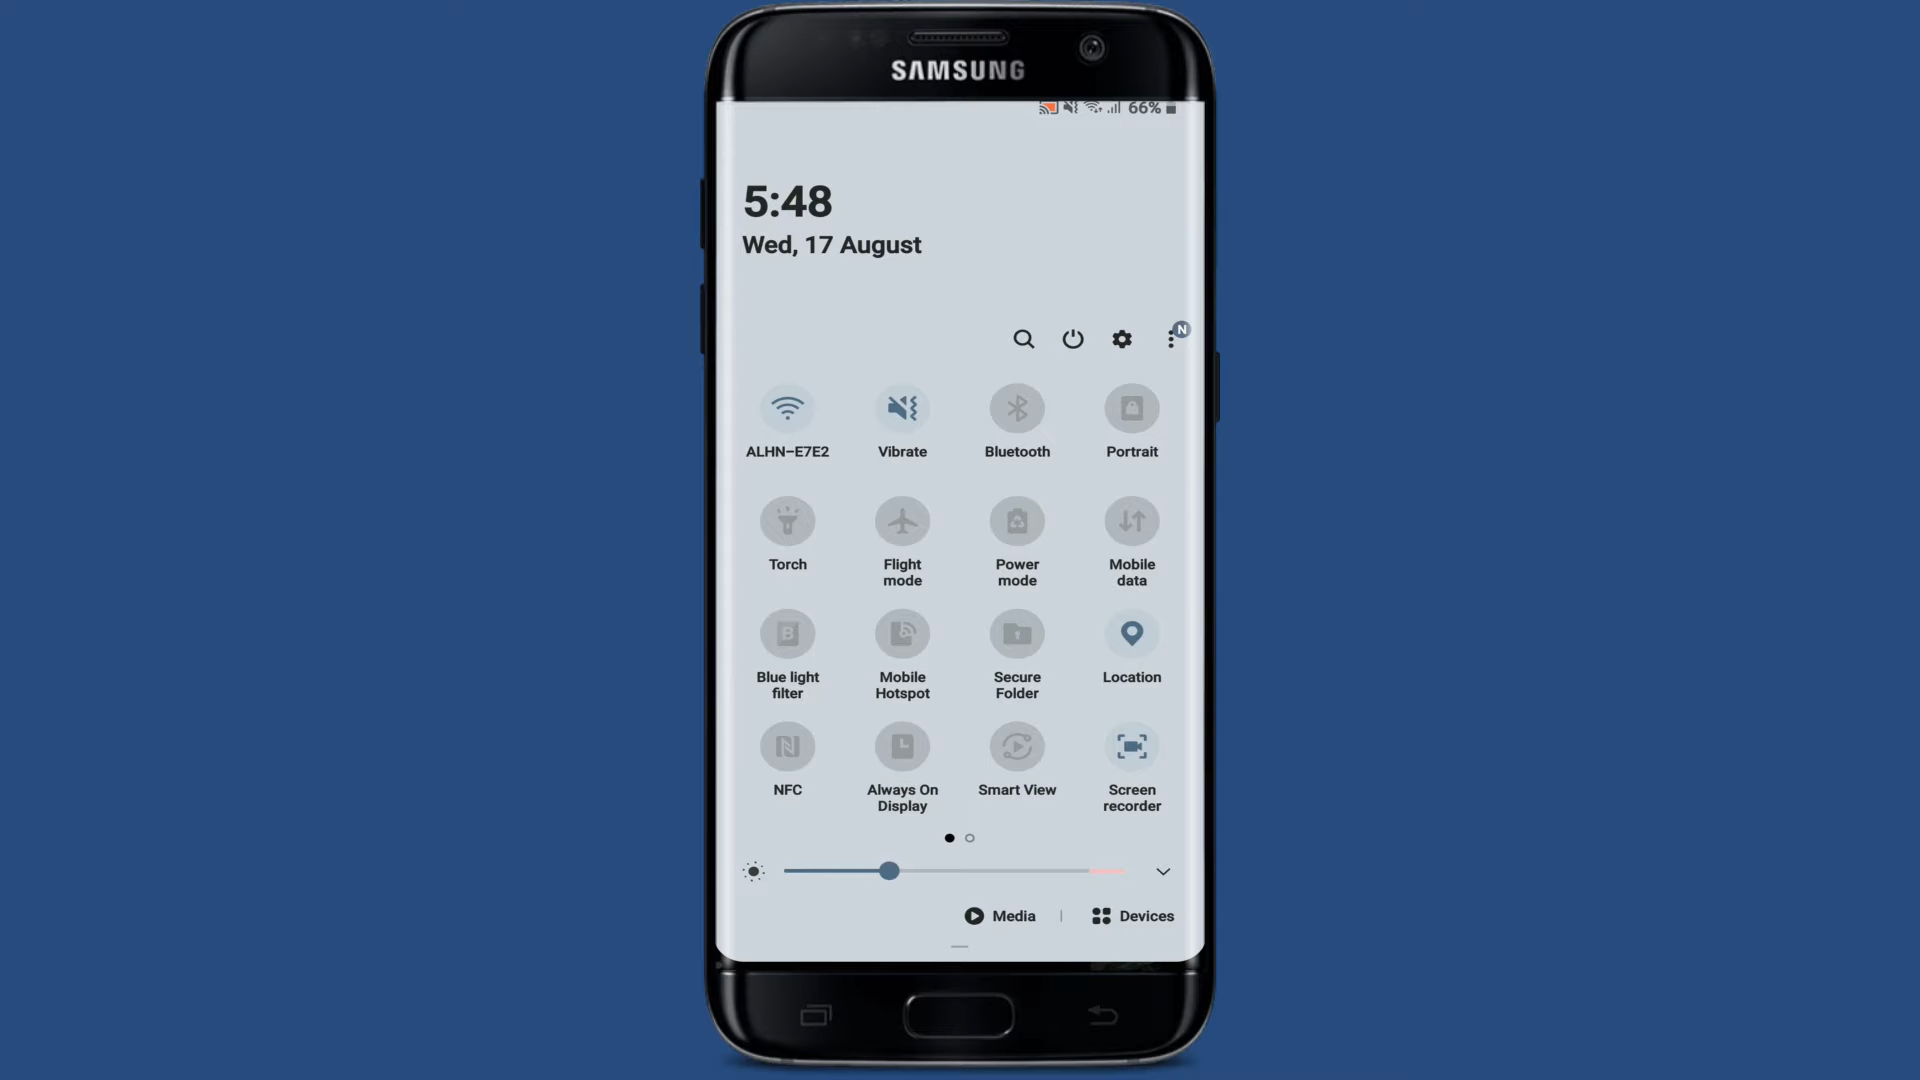 SAMSUNG
66%
5:48
Wed, 17 August
N
ALHN-E7E2
Vibrate
Bluetooth
Portrait
Torch
Flight
mode
Power
mode
Mobile
data
B
Blue light
filter
Mobile
Hotspot
Secure
Folder
Location
NFC
Always On
Display
Smart View
Screen
recorder
Media
Devices